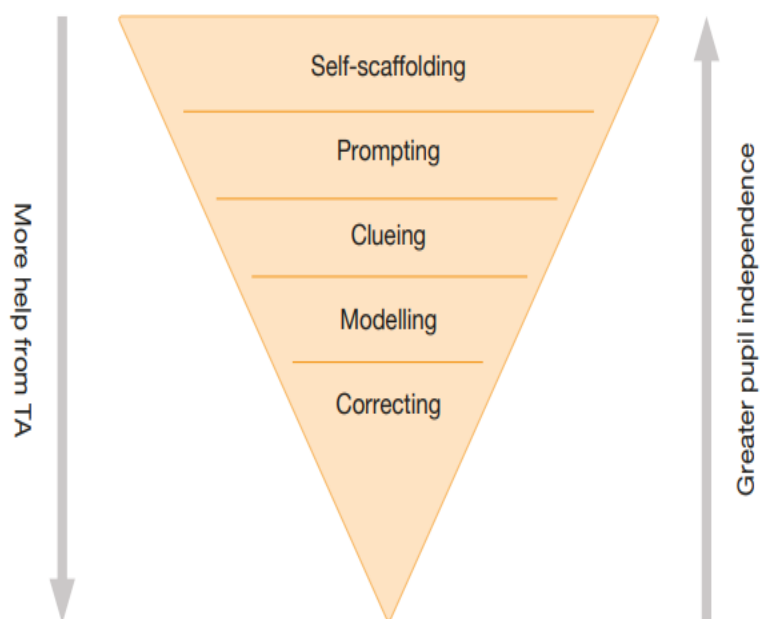 Self-scaffolding
Prompting
Clueing
Modelling
Correcting
More help from TA
Greater pupil independence